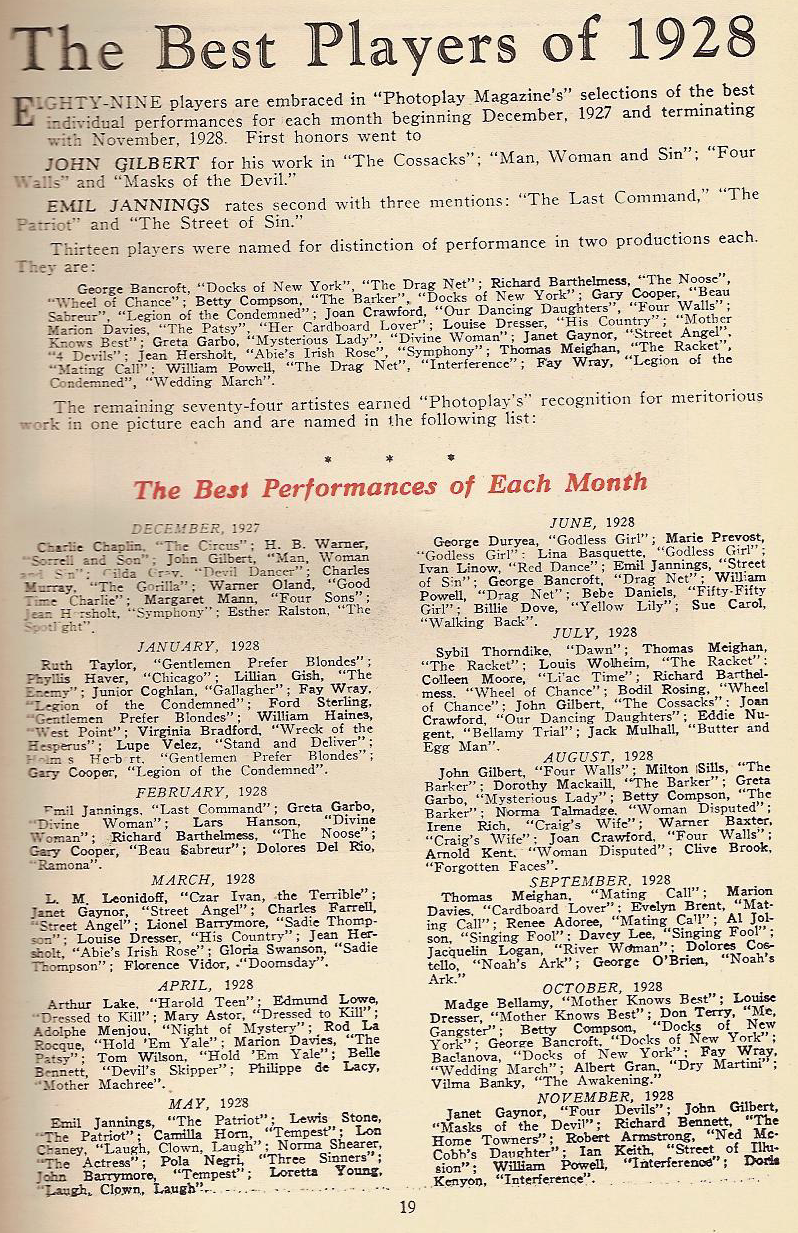 The Best Players of 1928
EIGHTY-NINE players are embraced in “Photoplay Magazine’s” selections of the best
individual performances for each month beginning December, 1927 and terminating
with November, 1928. First honors went to
JOHN GILBERT for his work in “The Cossacks”; “Man, Woman and Sin”; “Four
Walls” and “Masks of the Devil.”
EMIL JANNINGS rates second with three mentions: “The Last Command,” “The
Patriot” and “The Street of Sin.”
Thirteen players were named for distinction of performance in two productions each.
They are:
George Bancroft, “Docks of New York”, “The Drag Net”; Richard Barthelmess, “The Noose”,
“Wheel of Chance”; Betty Compson, “The Barker”, “Docks of New York”; Gary Cooper, “Beau
Sabreur”, “Legion of the Condemned”; Joan Crawford, “Our Dancing Daughters”, “Four Walls”;
Marion Davies, “The Patsy”, “Her Cardboard Lover”; Louise Dresser, “His Country”; “Mother
Knows Best”; Greta Garbo, “Mysterious Lady”. “Divine Woman”; Janet Gaynor, “Street Angel”,
“4 Devils”; Jean Hersholt, “Abie’s Irish Rose”, “Symphony”; Thomas Meighan, “The Racket”,
“Mating Call”; William Powell, “The Drag Net”, “Interference”; Fay Wray, “Legion of the
Condemned”, “Wedding March”.
The remaining seventy-four artistes earned “Photoplay’s” recognition for meritorious
work in one picture each and are named in the following list:
* * *
The Best Performances of Each Month
DECEMBER, 1927
Charlie Chaplin, “The Circus”; H. B. Warner,
“Sorrell and Son”; John Gilbert, “Man, Woman
and Sin”; Gilda Gray, “Devil Dancer”; Charles
Murray, “The Gorilla”; Warner Oland, “Good
Time Charlie”; Margaret Mann, “Four Sons”;
Jean Hersholt, “Symphony”; Esther Ralston, “The
Spotlight”.
JANUARY, 1928
Ruth Taylor, “Gentlemen Prefer Blondes”;
Phyllis Haver, “Chicago”; Lillian Gish, “The
Enemy”; Junior Coghlan, “Gallagher”; Fay Wray,
“Legion of the Condemned”; Ford Sterling,
“Gentlemen Prefer Blondes”; William Haines,
“West Point”; Virginia Bradford, “Wreck of the
Hesperus”; Lupe Velez, “Stand and Deliver”;
Holmes Herbert. “Gentlemen Prefer Blondes”;
Gary Cooper, “Legion of the Condemned”.
FEBRUARY, 1928
Emil Jannings, “Last Command”; Greta Garbo,
“Divine Woman”; Lars Hanson, “Divine
Woman”; Richard Barthelmess, “The Noose”;
Gary Cooper, “Beau Sabreur”; Dolores Del Rio,
“Ramona”.
MARCH, 1928
L. M. Leonidoff, “Czar Ivan, the Terrible”;
Janet Gaynor, “Street Angel”; Charles Farrell,
“Street Angel”; Lionel Barrymore, “Sadie Thomp-
son”; Louise Dresser, “His Country”; Jean Her-
sholt, “Abie’s Irish Rose”; Gloria Swanson, “Sadie
Thompson”; Florence Vidor, “Doomsday”.
APRIL, 1928
Arthur Lake, “Harold Teen”; Edmund Lowe,
“Dressed to Kill”; Mary Astor, “Dressed to Kill”;
Adolphe Menjou, “Night of Mystery”; Rod La
Rocque, “Hold ’Em Yale”; Marion Davies, “The
Patsy”; Tom Wilson, “Hold ’Em Yale”; Belle
Bennett, “Devil’s Skipper”; Philippe de Lacy,
“Mother Machree”.
MAY, 1928
Emil Jannings, “The Patriot”; Lewis Stone,
“The Patriot”; Camilla Horn, “Tempest”; Lon
Chaney, “Laugh, Clown, Laugh”; Norma Shearer,
“The Actress”; Pola Negri, “Three Sinners”;
John Barrymore, “Tempest”; Loretta Young,
“Laugh, Clown, Laugh”.
JUNE, 1928
George Duryea, “Godless Girl”; Marie Prevost,
“Godless Girl”; Lina Basquette, “Godless Girl”;
Ivan Linow, “Red Dance”; Emil Jannings, “Street
of Sin”; George Bancroft, “Drag Net”; William
Powell, “Drag Net”; Bebe Daniels, “Fifty-Fifty
Girl”; Billie Dove, “Yellow Lily”; Sue Carol,
“Walking Back”.
JULY, 1928
Sybil Thorndike, “Dawn”; Thomas Meighan,
“The Racket”; Louis Wolheim, “The Racket”;
Colleen Moore, “Lilac Time”; Richard Barthel-
mess. “Wheel of Chance”; Bodil Rosing, “Wheel
of Chance”; John Gilbert, “The Cossacks”; Joan
Crawford, “Our Dancing Daughters”; Eddie Nu-
gent, “Bellamy Trial”; Jack Mulhall, “Butter and
Egg Man”.
AUGUST, 1928
John Gilbert, “Four Walls”; Milton Sills, “The
Barker”; Dorothy Mackaill, “The Barker”; Greta
Garbo, “Mysterious Lady”; Betty Compson, “The
Barker”; Norma Talmadge, “Woman Disputed”;
Irene Rich, “Craig’s Wife”; Warner Baxter,
“Craig’s Wife”; Joan Crawford, “Four Walls”;
Arnold Kent, “Woman Disputed”; Clive Brook,
“Forgotten Faces”.
SEPTEMBER, 1928
Thomas Meighan, “Mating Call”; Marion
Davies, “Cardboard Lover”; Evelyn Brent, “Mat-
ing Call”; Renee Adoree, “Mating Call”; Al Jol-
son, “Singing Fool”; Davey Lee, “Singing Fool”;
Jacquelin Logan, “River Woman”; Dolores Cos-
tello, “Noah’s Ark”; George O’Brien, “Noah’s
Ark.”
OCTOBER, 1928
Madge Bellamy, “Mother Knows Best”; Louise
Dresser, “Mother Knows Best”; Don Terry, “Me,
Gangster”; Betty Compson, “Docks of New
York”; George Bancroft, “Docks of New York”;
Baclanova, “Docks of New York”; Fay Wray,
“Wedding March”; Albert Gran, “Dry Martini”;
Vilma Banky, “The Awakening.”
NOVEMBER, 1928
Janet Gaynor, “Four Devils”; John Gilbert,
“Masks of the Devil”; Richard Bennett, “The
Home Towners”; Robert Armstrong, “Ned Mc-
Cobb’s Daughter”; Ian Keith, “Street of Illu-
sion”; William Powell, “Interference”; Doris
Kenyon, “Interference”.
19